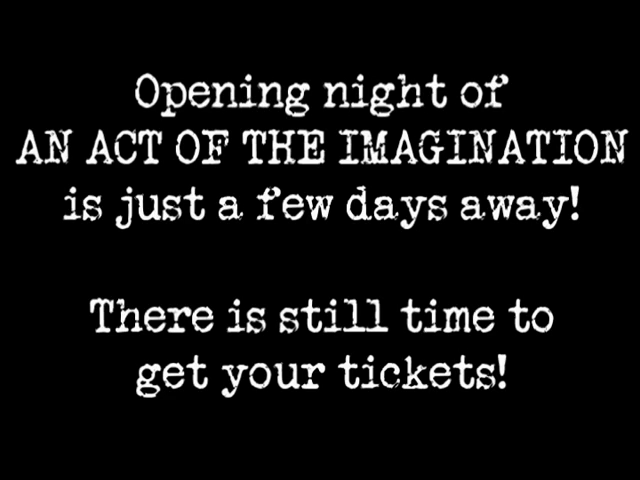 Opening night of
AN ACT OF THE IMAGINATION
is just a few days away!
There is still time to
get your tickets!